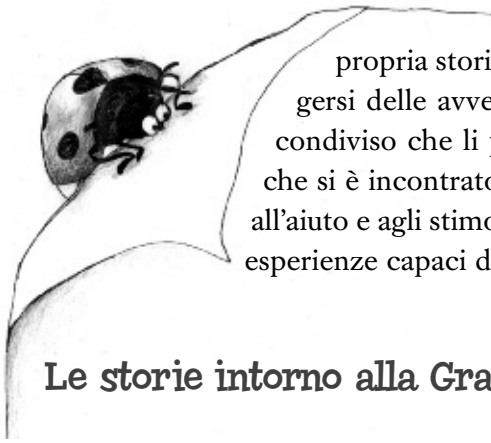 propria stori
gersi delle avve
condiviso che li p
che si è incontrato
all'aiuto e agli stimo
esperienze capaci d
Le storie intorno alla Gra